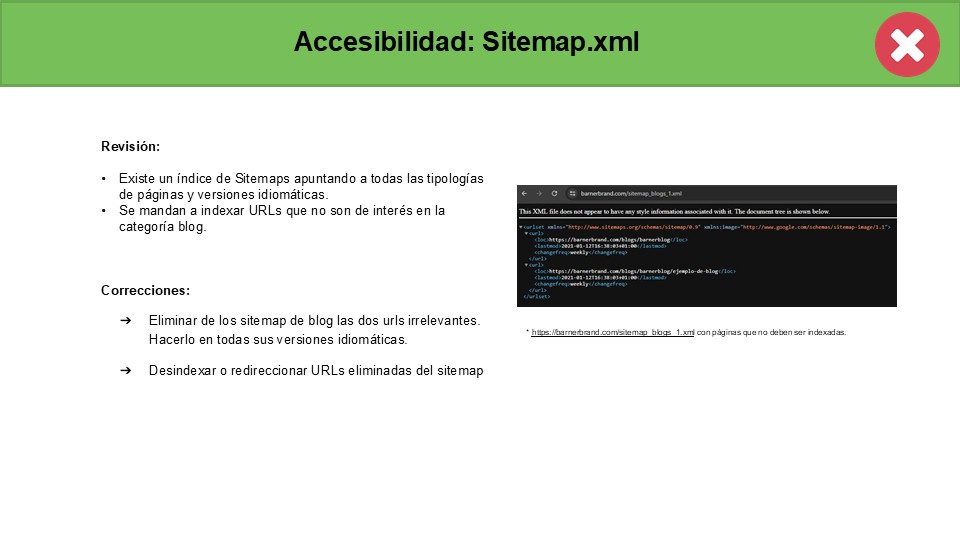 Accesibilidad: Sitemap.xml
Revisión:
• Existe un índice de Sitemaps apuntando a todas las tipologías
de páginas y versiones idiomáticas.
• Se mandan a indexar URLs que no son de interés en la
categoría blog.
Correcciones:
➔ Eliminar de los sitemap de blog las dos urls irrelevantes.
Hacerlo en todas sus versiones idiomáticas.
➔ Desindexar o redireccionar URLs eliminadas del sitemap
barnerbrand.com/sitemap_blogs_1.xml
This XML file does not appear to have any style information associated with it. The document tree is shown below.
▼<urlset xmlns="http://www.sitemaps.org/schemas/sitemap/0.9" xmlns:image="http://www.google.com/schemas/sitemap-image/1.1">
▼<url>
<loc>https://barnerbrand.com/blogs/barnerblog</loc>
<lastmod>2021-01-12T16:38:03+01:00</lastmod>
<changefreq>weekly</changefreq>
</url>
▼<url>
<loc>https://barnerbrand.com/blogs/barnerblog/ejemplo-de-blog</loc>
<lastmod>2021-01-12T16:38:03+01:00</lastmod>
<changefreq>weekly</changefreq>
</url>
</urlset>
* https://barnerbrand.com/sitemap_blogs_1.xml con páginas que no deben ser indexadas.